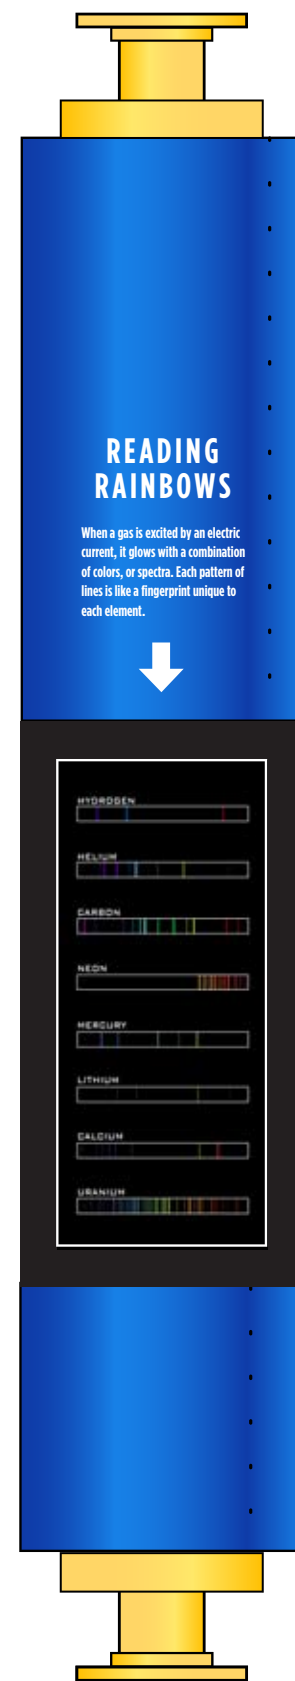 READING
RAINBOWS
When a gas is excited by an electric
current, it glows with a combination
of colors, or spectra. Each pattern of
lines is like a fingerprint unique to
each element.
HYDROGEN
HELIUM
CARBON
NEON
MERCURY
LITHIUM
CALCIUM
URANIUM